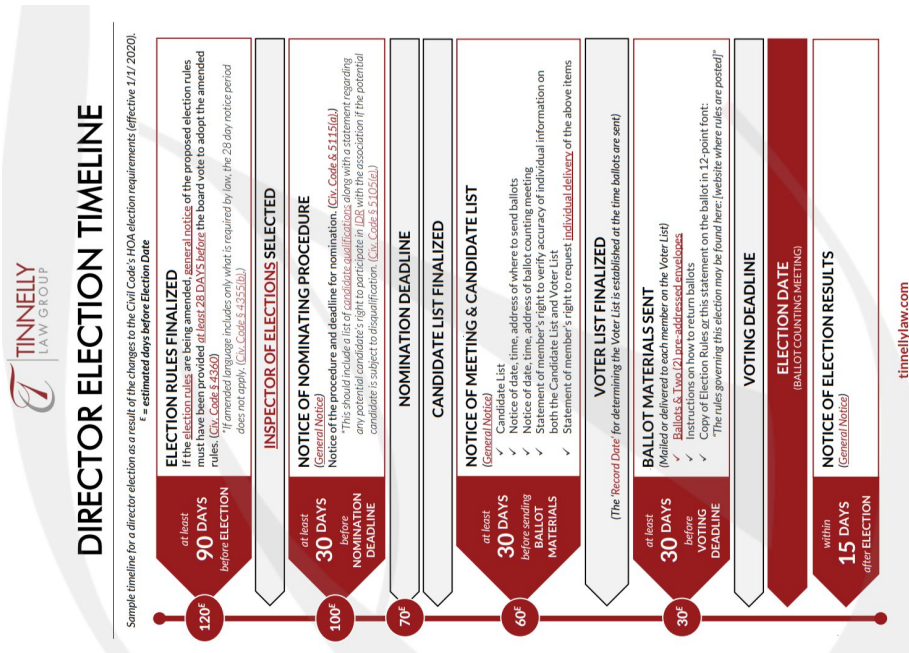 TINNELLY
LAW GROUP
DIRECTOR ELECTION TIMELINE
Sample timeline for a director election as a result of the changes to the Civil Code's HOA election requirements (effective 1/1/ 2020).
E = estimated days before Election Date
120E
at least
90 DAYS
before ELECTION
ELECTION RULES FINALIZED
If the election rules are being amended, general notice of the proposed election rules
must have been provided at least 28 DAYS before the board vote to adopt the amended
rules. (Civ. Code § 4360)
*If amended language includes only what is required by law, the 28 day notice period
does not apply. (Civ. Code § 4355(b).)
INSPECTOR OF ELECTIONS SELECTED
100E
at least
30 DAYS
before
NOMINATION
DEADLINE
NOTICE OF NOMINATING PROCEDURE
(General Notice)
Notice of the procedure and deadline for nomination. (Civ. Code & 5115(a).)
*This should include a list of candidate qualifications along with a statement regarding
any potential candidate's right to participate in IDR with the association if the potential
candidate is subject to disqualification. (Civ. Code § 5105(e).)
70E
NOMINATION DEADLINE
CANDIDATE LIST FINALIZED
60E
at least
30 DAYS
before sending
BALLOT
MATERIALS
NOTICE OF MEETING & CANDIDATE LIST
(General Notice)
✓ Candidate List
✓ Notice of date, time, address of where to send ballots
✓ Notice of date, time, address of ballot counting meeting
✓ Statement of member's right to verify accuracy of individual information on
both the Candidate List and Voter List
✓ Statement of member's right to request individual delivery of the above items
VOTER LIST FINALIZED
(The 'Record Date' for determining the Voter List is established at the time ballots are sent)
30E
at least
30 DAYS
before
VOTING
DEADLINE
BALLOT MATERIALS SENT
(Mailed or delivered to each member on the Voter List)
✓ Ballots & Two (2) pre-addressed envelopes
✓ Instructions on how to return ballots
✓ Copy of Election Rules or this statement on the ballot in 12-point font:
"The rules governing this election may be found here: [website where rules are posted]"
VOTING DEADLINE
ELECTION DATE
(BALLOT COUNTING MEETING)
within
15 DAYS
after ELECTION
NOTICE OF ELECTION RESULTS
(General Notice)
tinnellylaw.com